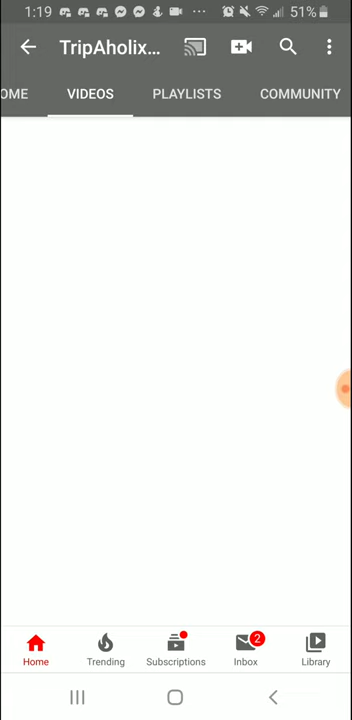 1:19 51%
TripAholix...
OME VIDEOS PLAYLISTS COMMUNITY
2
Home Trending Subscriptions Inbox Library